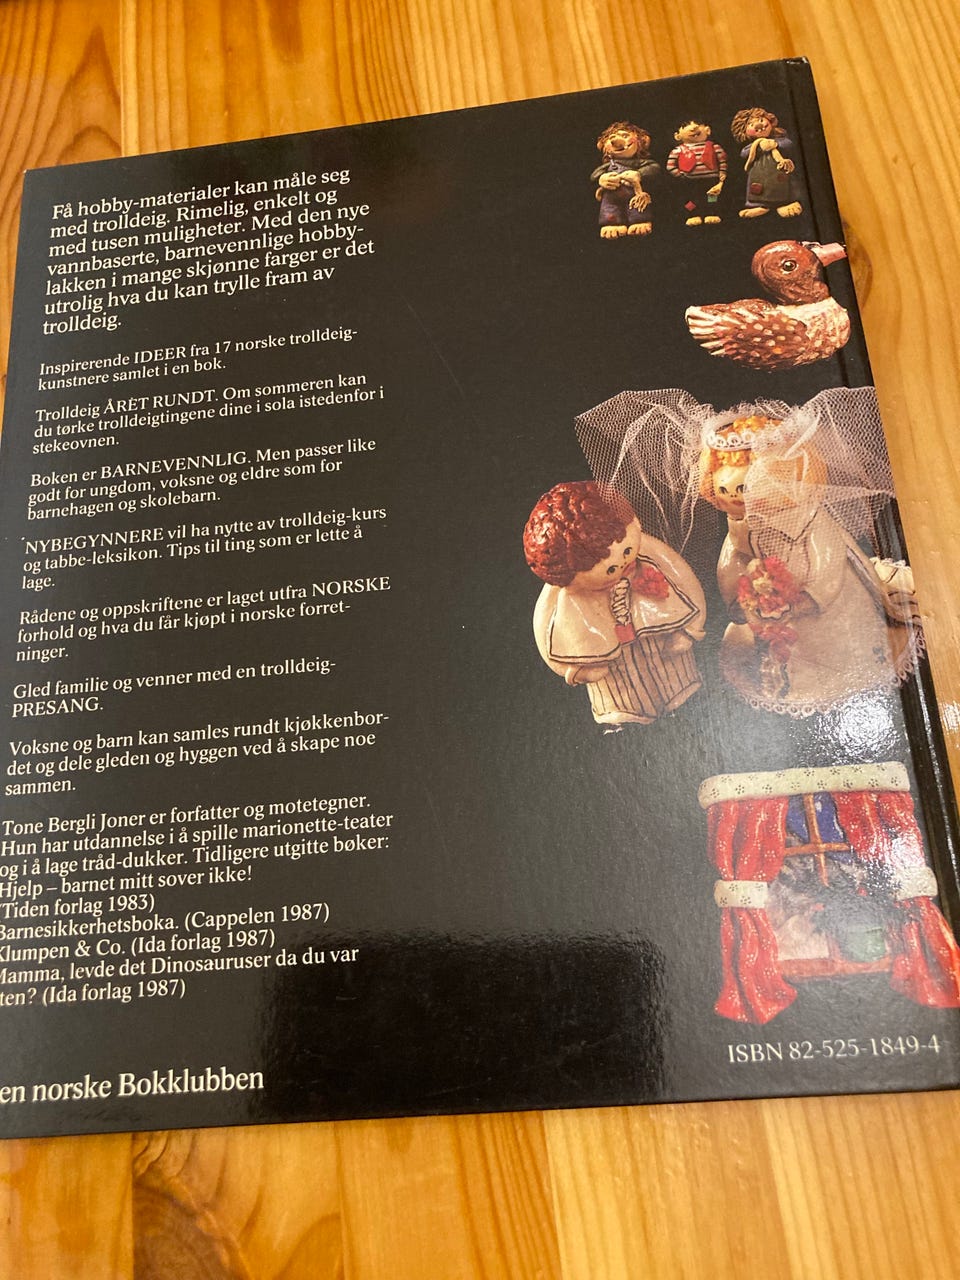 Få hobby-materialer kan måle seg
med trolldeig. Rimelig, enkelt og
med tusen muligheter. Med den nye
vannbaserte, barnevennlige hobby-
lakken i mange skjønne farger er det
utrolig hva du kan trylle fram av
trolldeig.
Inspirerende IDEER fra 17 norske trolldeig-
kunstnere samlet i en bok.
Trolldeig ÅRET RUNDT. Om sommeren kan
du tørke trolldeigtingene dine i sola istedenfor i
stekeovnen.
Boken er BARNEVENNLIG. Men passer like
godt for ungdom, voksne og eldre som for
barnehagen og skolebarn.
NYBEGYNNERE vil ha nytte av trolldeig-kurs
og tabbe-leksikon. Tips til ting som er lette å
lage.
Rådene og oppskriftene er laget utfra NORSKE
forhold og hva du får kjøpt i norske forret-
ninger.
Gled familie og venner med en trolldeig-
PRESANG.
Voksne og barn kan samles rundt kjøkkenbor-
det og dele gleden og hyggen ved å skape noe
sammen.
Tone Bergli Joner er forfatter og motetegner.
Hun har utdannelse i å spille marionette-teater
og i å lage tråd-dukker. Tidligere utgitte bøker:
Hjelp – barnet mitt sover ikke!
(Tiden forlag 1983)
Barnesikkerhetsboka. (Cappelen 1987)
Klumpen & Co. (Ida forlag 1987)
Mamma, levde det Dinosauruser da du var
ten? (Ida forlag 1987)
en norske Bokklubben
ISBN 82-525-1849-4